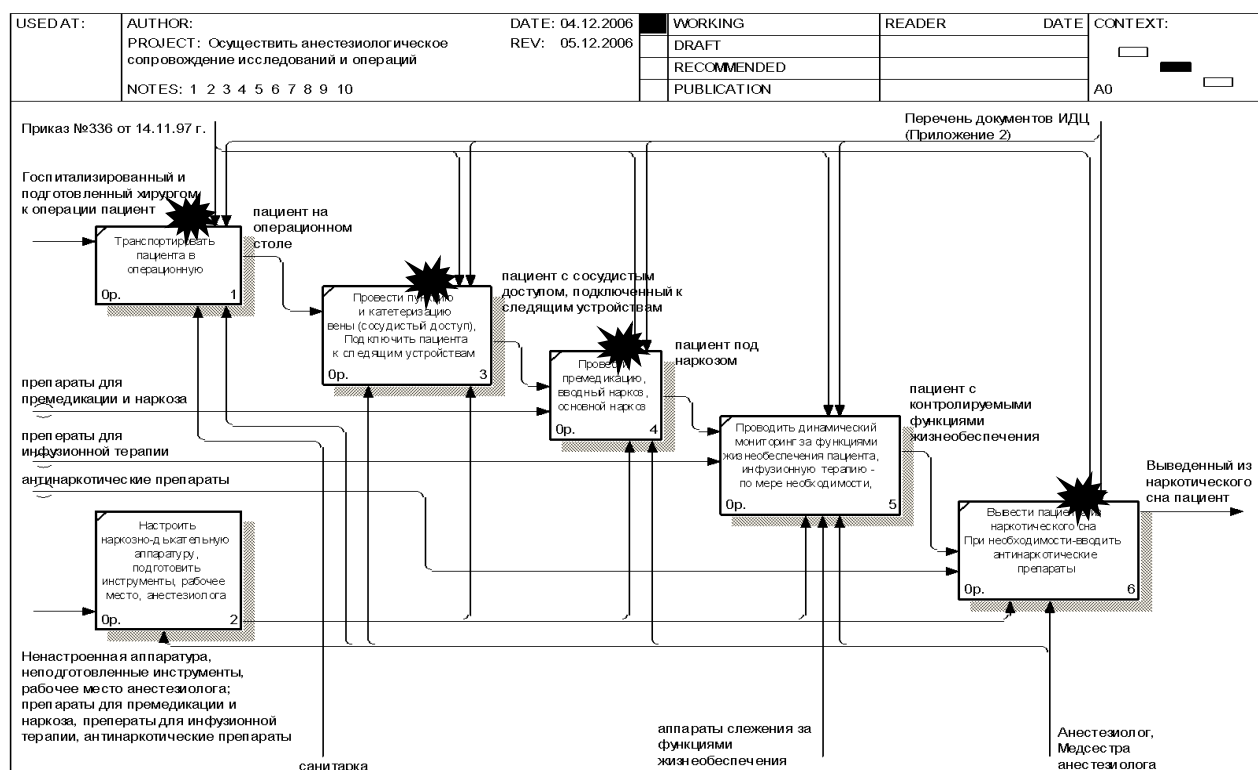 USED AT:
AUTHOR:
DATE: 04.12.2006
PROJECT: Осуществить анестезиологическое
сопровождение исследований и операций
REV: 05.12.2006
NOTES: 1 2 3 4 5 6 7 8 9 10
WORKING
DRAFT
RECOMMENDED
PUBLICATION
READER
DATE
CONTEXT:
A0
Приказ №336 от 14.11.97 г.
Перечень документов ИДЦ
(Приложение 2)
Госпитализированный и
подготовленный хирургом
к операции пациент
Транспортировать
пациента в
операционную
0р.
1
пациент на
операционном
столе
Провести
и катетеризацию
вены (сосудистый доступ),
Подключить пациента
к следящим устройствам
0р.
3
пациент с сосудистым
доступом, подключенный к
следящим устройствам
премедикацию,
вводный наркоз,
основной наркоз
0р.
4
пациент под
наркозом
препараты для
премедикации и наркоза
преператы для
инфузионной терапии
антинаркотические препараты
Проводить динамический
мониторинг за функциями
жизнеобеспечения пациента,
инфузионную терапию -
по мере необходимости,
0р.
5
пациент с
контролируемыми
функциями
жизнеобеспечения
Выведенный из
наркотического
сна пациент
Вывести
наркотического сна
При необходимости-вводить
антинаркотические
препараты
0р.
6
Настроить
наркозно-дыхательную
аппаратуру,
подготовить
инструменты, рабочее
место, анестезиолога
0р.
2
Ненастроенная аппаратура,
неподготовленные инструменты,
рабочее место анестезиолога;
препараты для премедикации и
наркоза, преператы для инфузионной
терапии, антинаркотические препараты
санитарка
аппараты слежения за
функциями
жизнеобеспечения
Анестезиолог,
Медсестра
анестезиолога